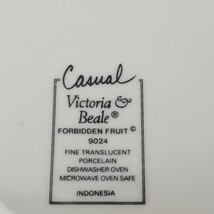 Casual
Victoria &
Beale®
FORBIDDEN FRUIT©
9024
FINE TRANSLUCENT
PORCELAIN
DISHWASHER OVEN
MICROWAVE OVEN SAFE
INDONESIA